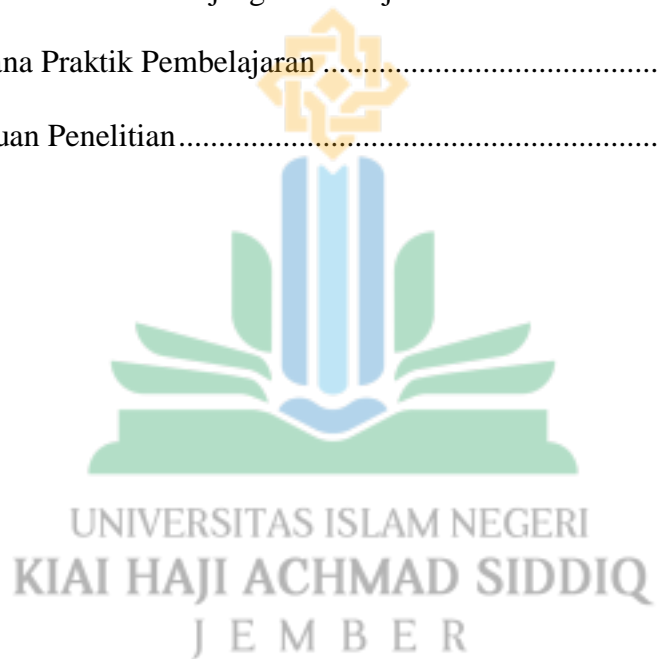 ana Praktik Pembelajaran ..........................................
uan Penelitian............................................................
UNIVERSITAS ISLAM NEGERI
KIAI HAJI ACHMAD SIDDIQ
J E M B E R